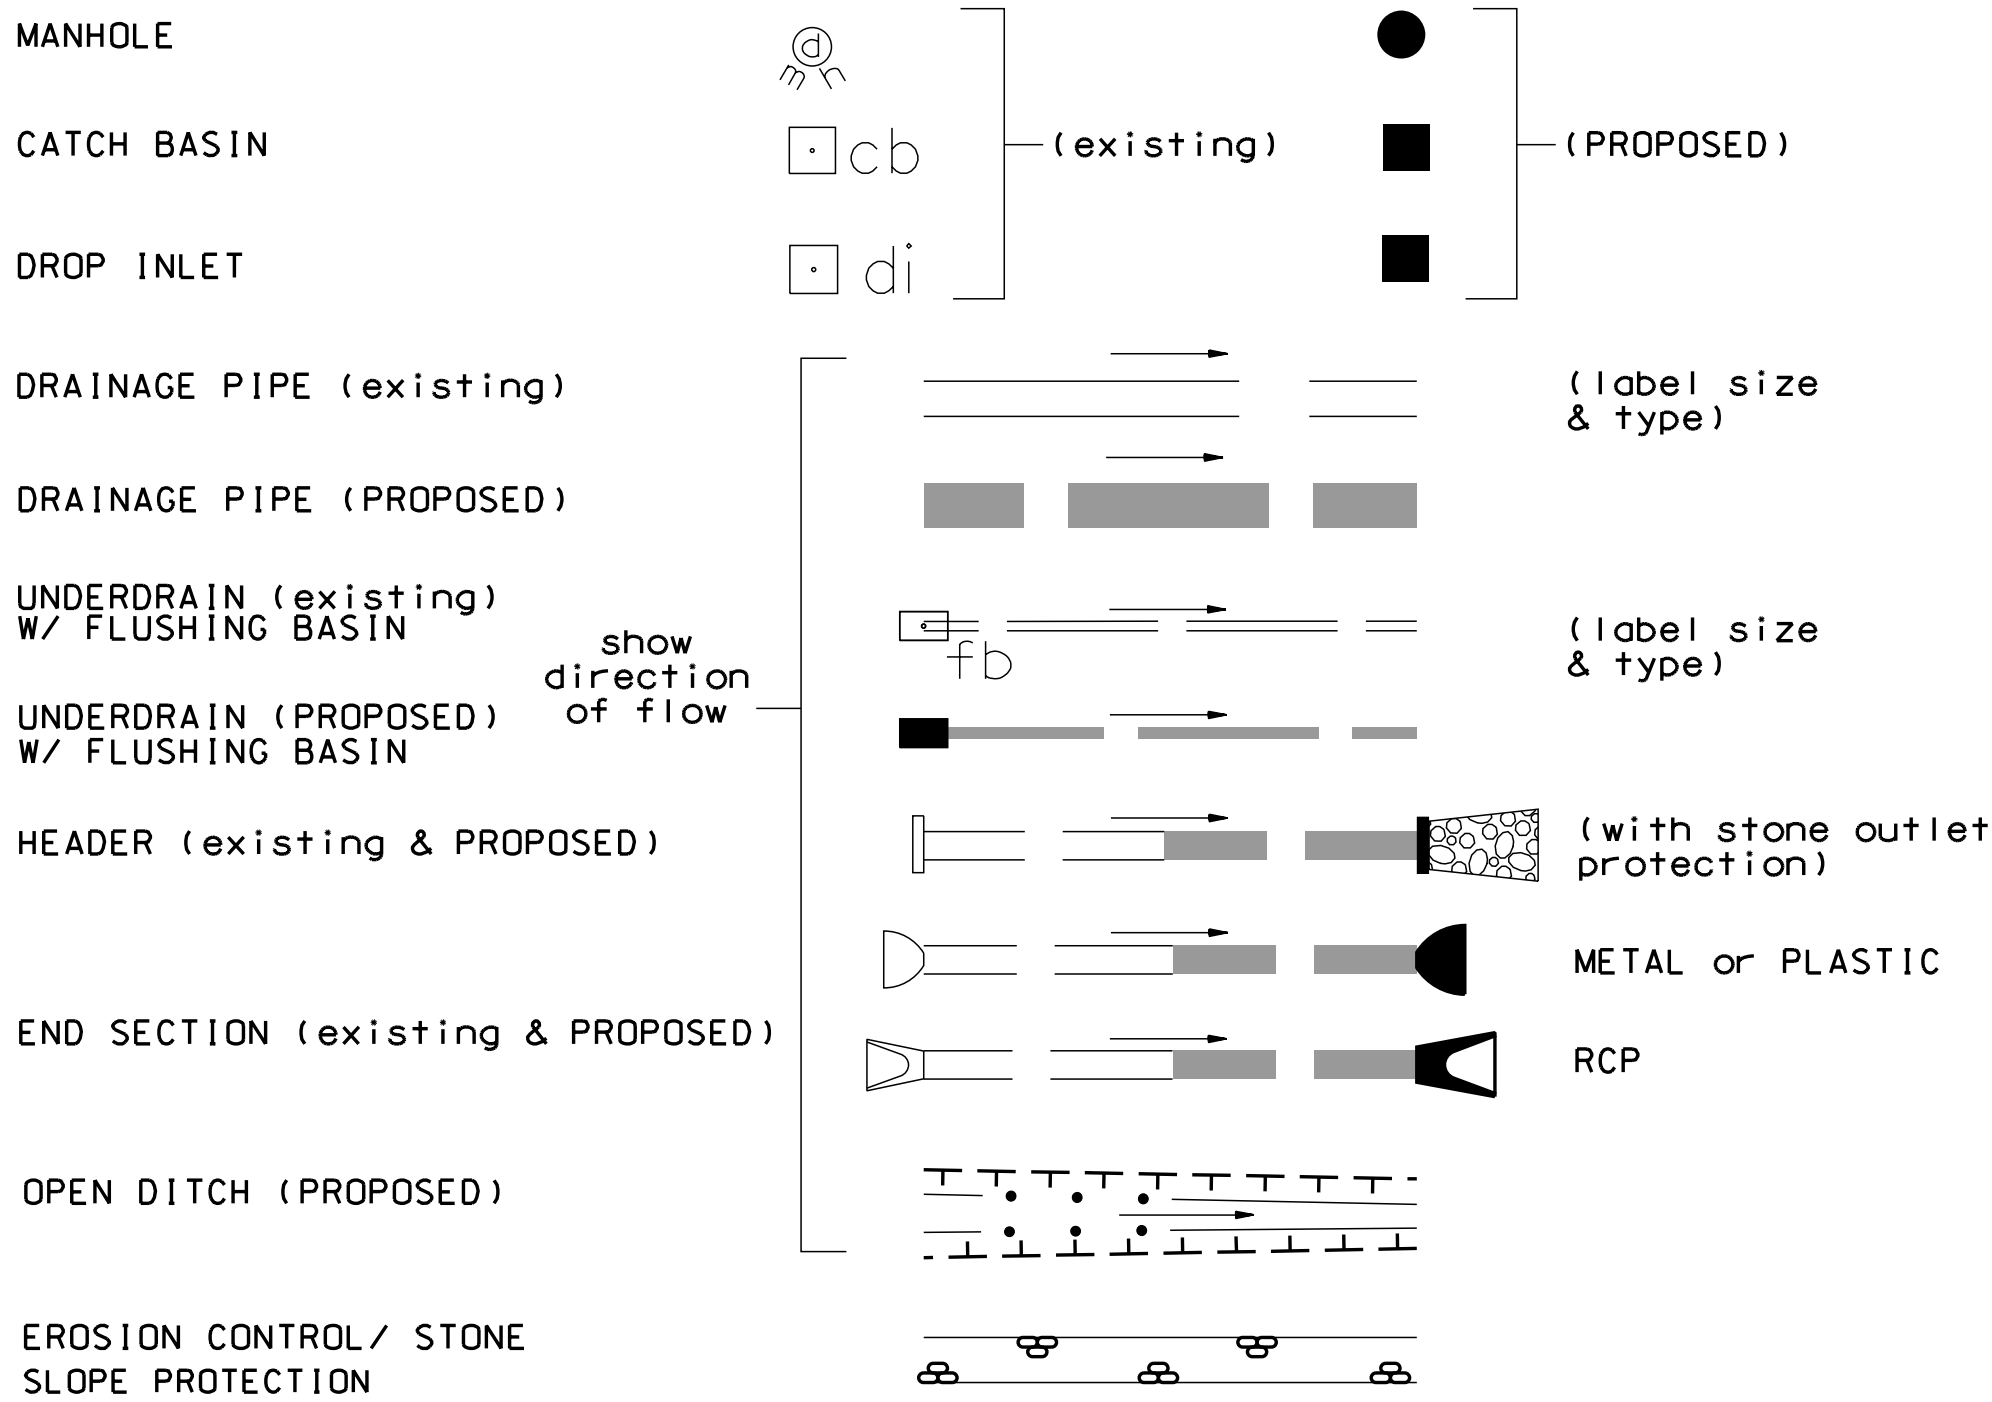 MANHOLE
d
m h
CATCH BASIN
cb
(existing)
(PROPOSED)
DROP INLET
di
DRAINAGE PIPE (existing)
(label size
& type)
DRAINAGE PIPE (PROPOSED)
UNDERDRAIN (existing)
W/ FLUSHING BASIN
fb
(label size
& type)
show
direction
of flow
UNDERDRAIN (PROPOSED)
W/ FLUSHING BASIN
HEADER (existing & PROPOSED)
(with stone outlet
protection)
METAL or PLASTIC
END SECTION (existing & PROPOSED)
RCP
OPEN DITCH (PROPOSED)
EROSION CONTROL/ STONE
SLOPE PROTECTION